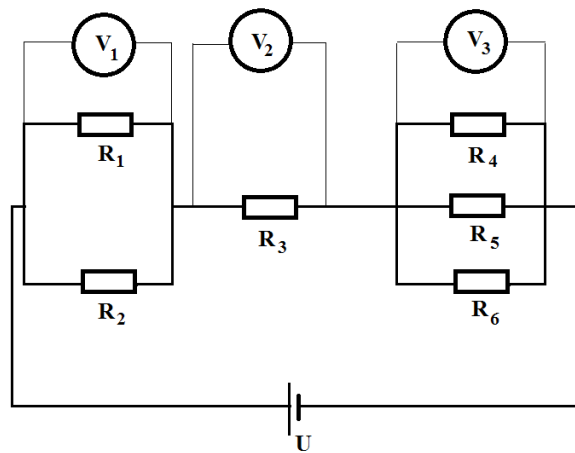 V₁ V₂ V₃
R₁ R₄
R₃ R₅
R₂ R₆
U